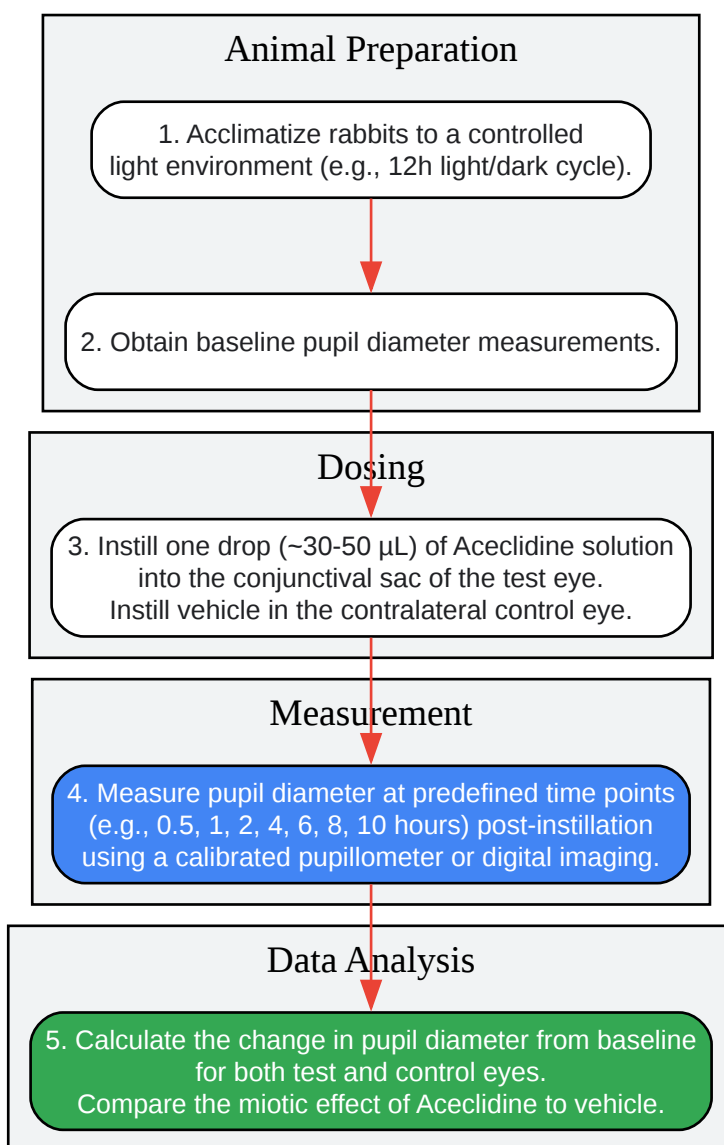 Animal Preparation
1. Acclimatize rabbits to a controlled
light environment (e.g., 12h light/dark cycle).
2. Obtain baseline pupil diameter measurements.
Dosing
3. Instill one drop (~30-50 µL) of Aceclidine solution
into the conjunctival sac of the test eye.
Instill vehicle in the contralateral control eye.
Measurement
4. Measure pupil diameter at predefined time points
(e.g., 0.5, 1, 2, 4, 6, 8, 10 hours) post-instillation
using a calibrated pupillometer or digital imaging.
Data Analysis
5. Calculate the change in pupil diameter from baseline
for both test and control eyes.
Compare the miotic effect of Aceclidine to vehicle.